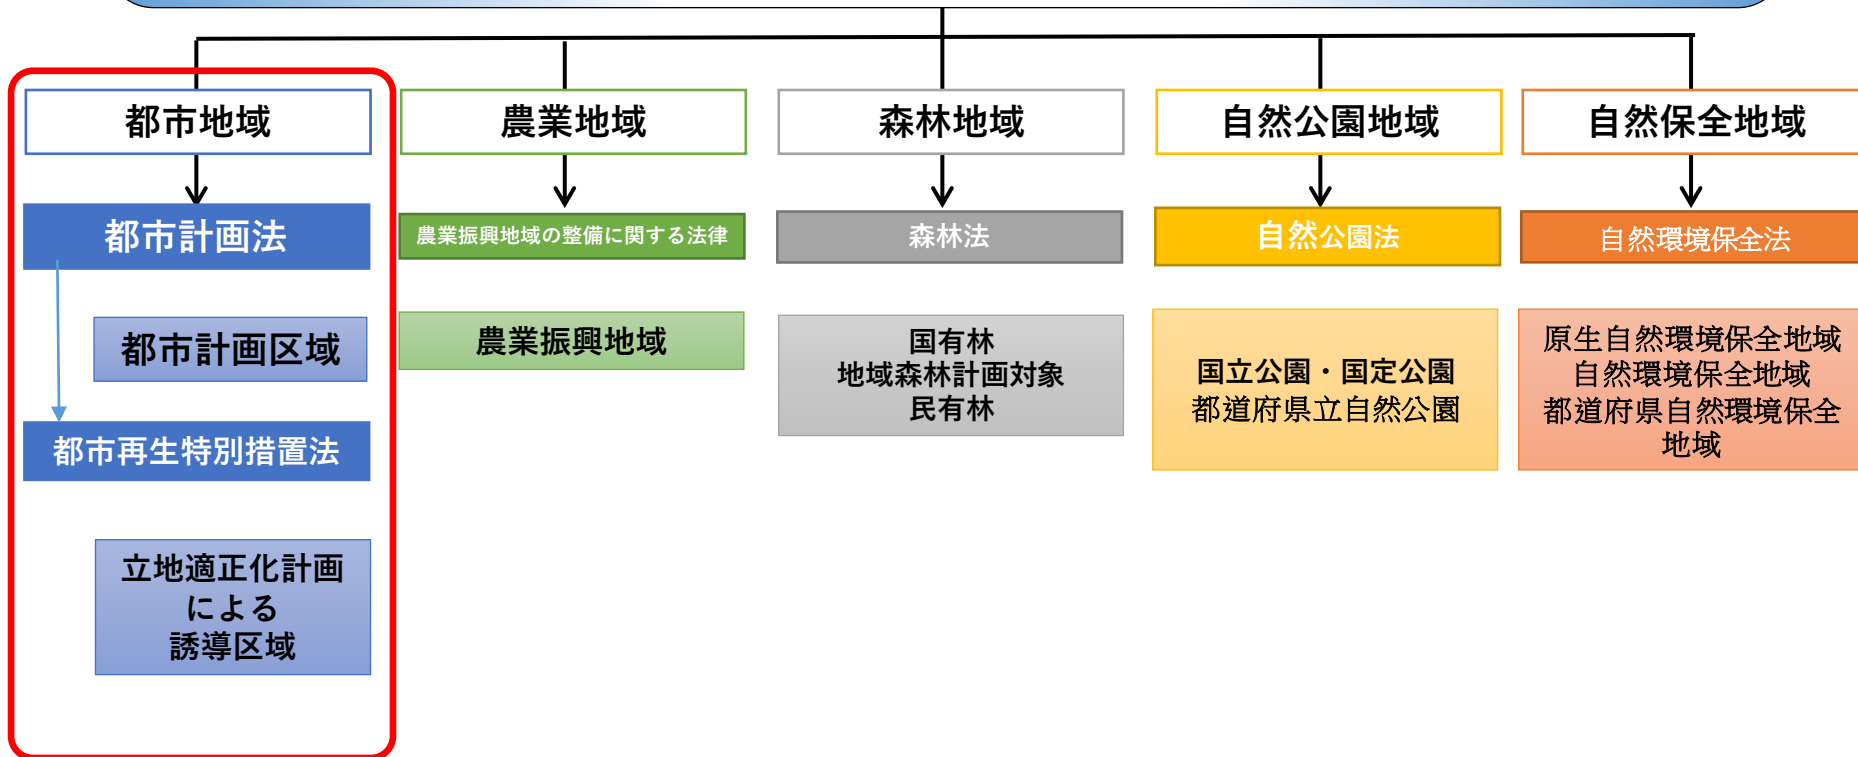 都市地域
農業地域
森林地域
自然公園地域
自然保全地域
都市計画法
農業振興地域の整備に関する法律
森林法
自然公園法
自然環境保全法
都市計画区域
農業振興地域
国有林
地域森林計画対象
民有林
国立公園・国定公園
都道府県立自然公園
原生自然環境保全地域
自然環境保全地域
都道府県自然環境保全
地域
都市再生特別措置法
立地適正化計画
による
誘導区域